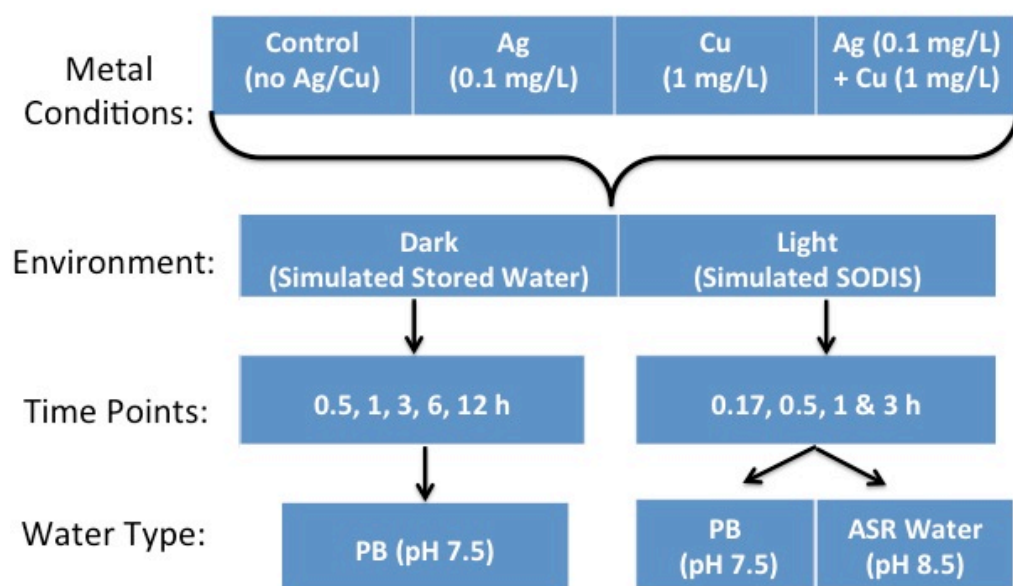 Metal
Conditions:
Control
(no Ag/Cu)
Ag
(0.1 mg/L)
Cu
(1 mg/L)
Ag (0.1 mg/L)
+ Cu (1 mg/L)
Environment:
Dark
(Simulated Stored Water)
Light
(Simulated SODIS)
Time Points:
0.5, 1, 3, 6, 12 h
0.17, 0.5, 1 & 3 h
Water Type:
PB (pH 7.5)
PB
(pH 7.5)
ASR Water
(pH 8.5)